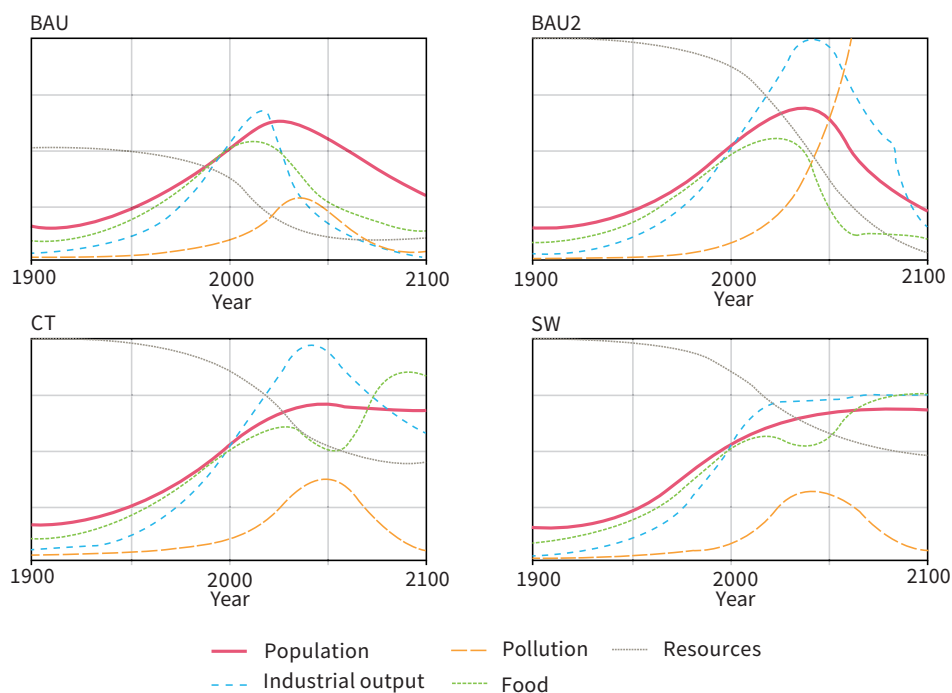 BAU
BAU2
1900 2000 2100
Year
1900 2000 2100
Year
CT
SW
1900 2000 2100
Year
1900 2000 2100
Year
Population Pollution Resources
Industrial output Food